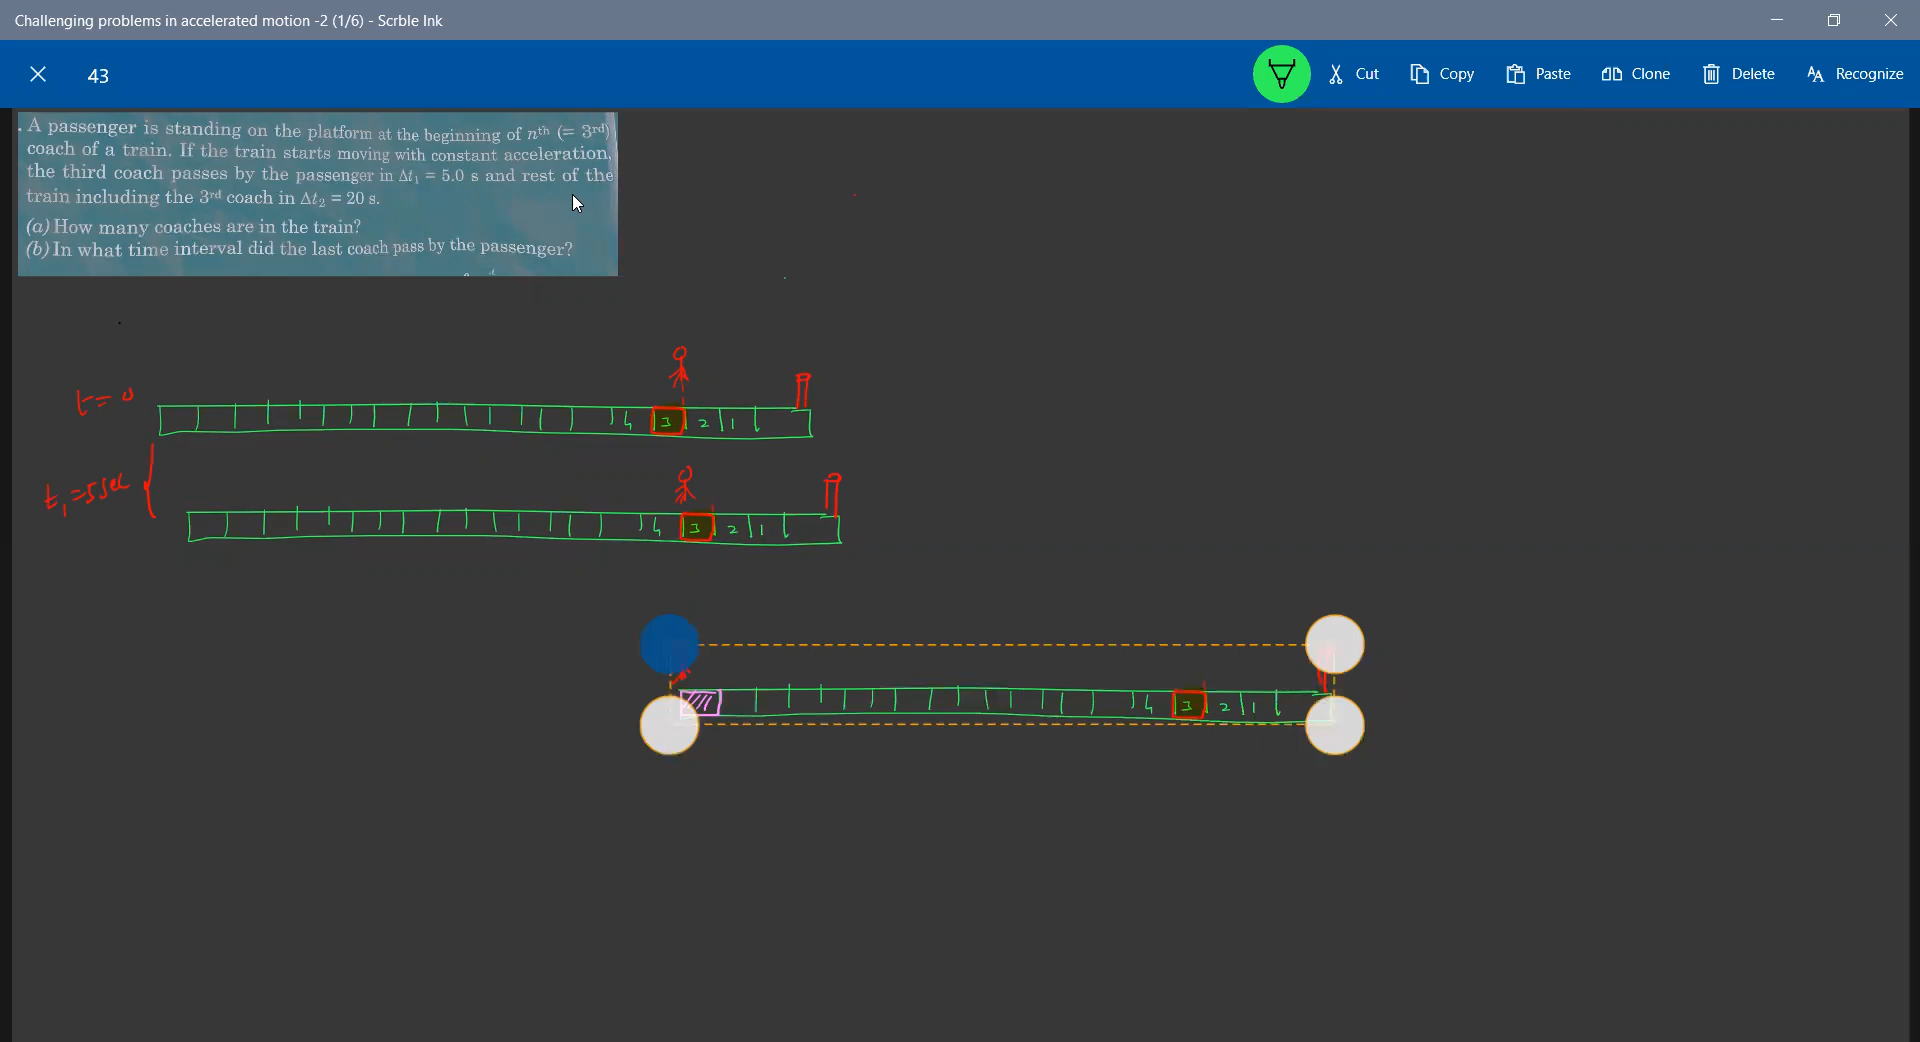 Challenging problems in accelerated motion -2 (1/6) - Scrble Ink
43
Cut
Copy
Paste
Clone
Delete
Recognize
. A passenger is standing on the platform at the beginning of nth (= 3rd)
coach of a train. If the train starts moving with constant acceleration,
the third coach passes by the passenger in Δt₁ = 5.0 s and rest of the
train including the 3rd coach in Δt₂ = 20 s.
(a) How many coaches are in the train?
(b) In what time interval did the last coach pass by the passenger?
t = 0
4 3 2 1
t₁ = 5 sec
4 3 2 1
4 3 2 1